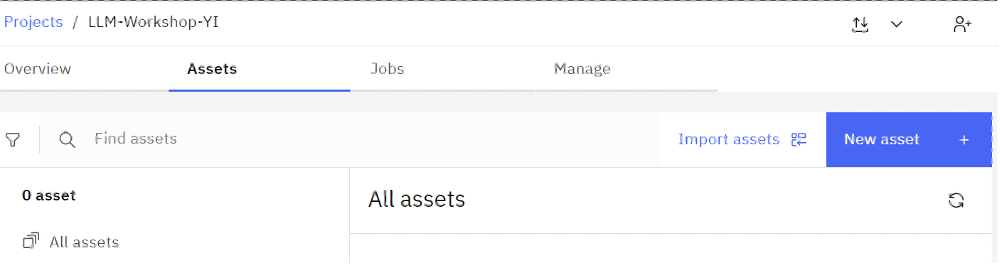 Projects / LLM-Workshop-YI
Overview Assets Jobs Manage
Find assets Import assets New asset +
0 asset All assets
All assets